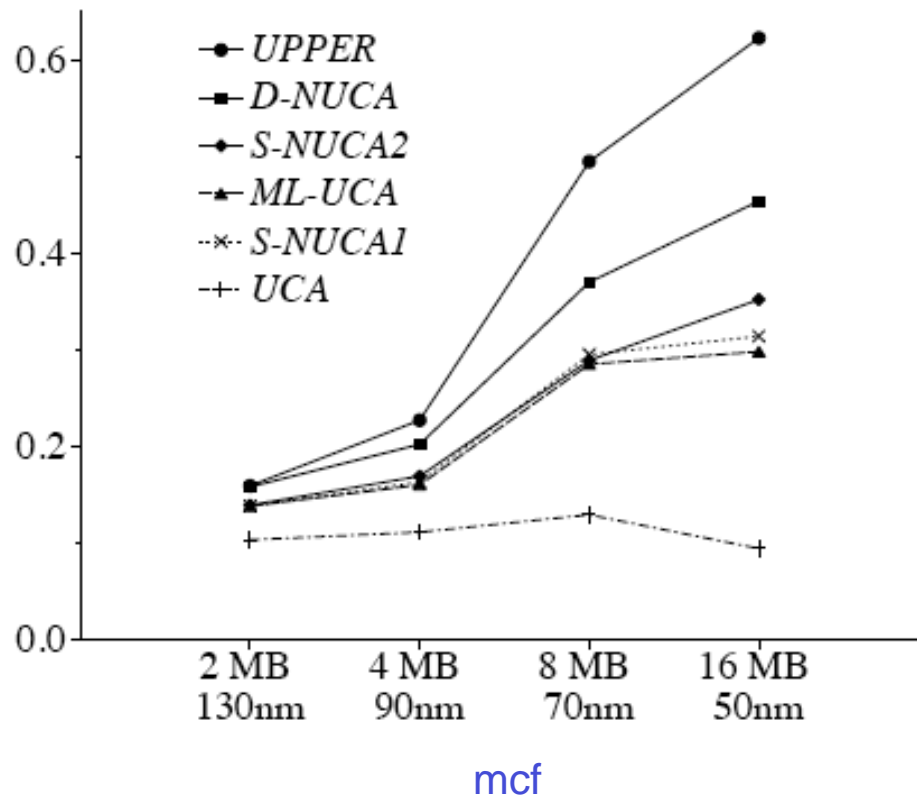 0.6
0.4
0.2
0.0
UPPER
D-NUCA
S-NUCA2
ML-UCA
S-NUCA1
UCA
2 MB 4 MB 8 MB 16 MB
130nm 90nm 70nm 50nm
mcf